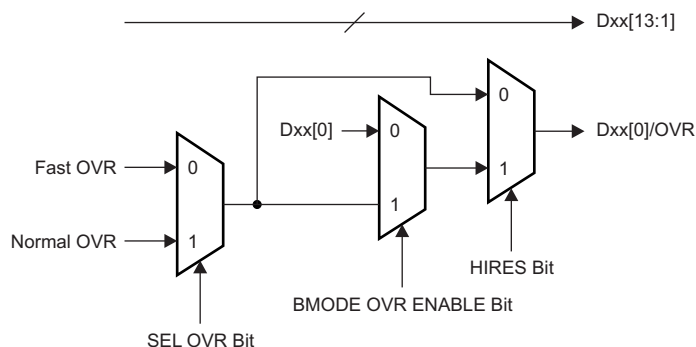 Dxx[13:1]
0
Dxx[0]
0
Dxx[0]/OVR
Fast OVR
0
1
1
Normal OVR
1
HIRES Bit
BMODE OVR ENABLE Bit
SEL OVR Bit